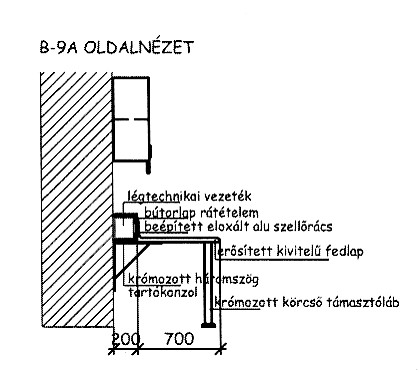 B-9A OLDALNÉZET
légtechnikai vezeték
bútorlap rátételem
beépített eloxált alu szellőrács
erősített kivitelű fedlap
krómozott háromszög
tartókonzol
krómozott körcső támasztóláb
200
700